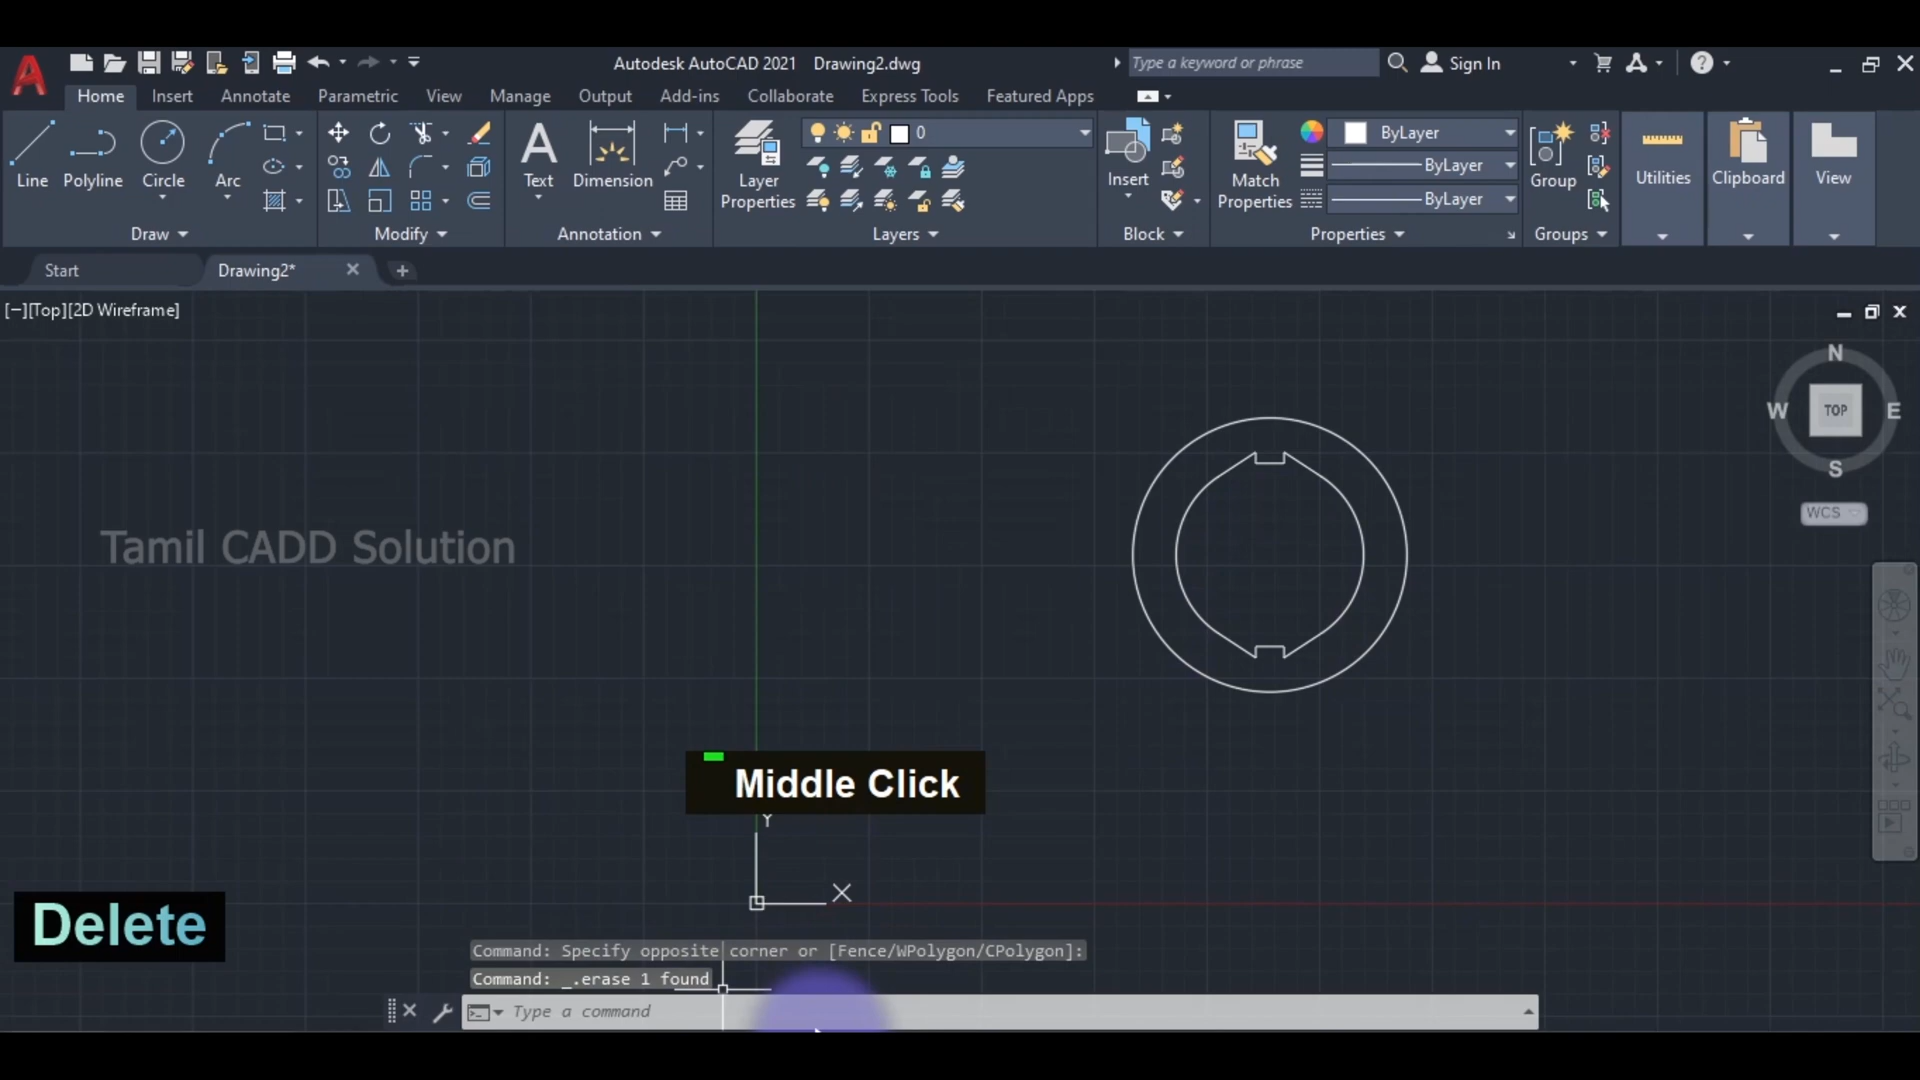 Autodesk AutoCAD 2021 Drawing2.dwg
Type a keyword or phrase
Sign In
Home Insert Annotate Parametric View Manage Output Add-ins Collaborate Express Tools Featured Apps
0
ByLayer
ByLayer
ByLayer
Line Polyline Circle Arc
Text Dimension
Layer Properties
Insert
Match Properties
Group
Utilities
Clipboard
View
Draw Modify Annotation Layers Block Properties Groups
Start Drawing2*
[−][Top][2D Wireframe]
N
W TOP E
S
WCS
Tamil CADD Solution
Middle Click
Y
X
Delete
Command: Specify opposite corner or [Fence/WPolygon/CPolygon]:
Command: _.erase 1 found
Type a command